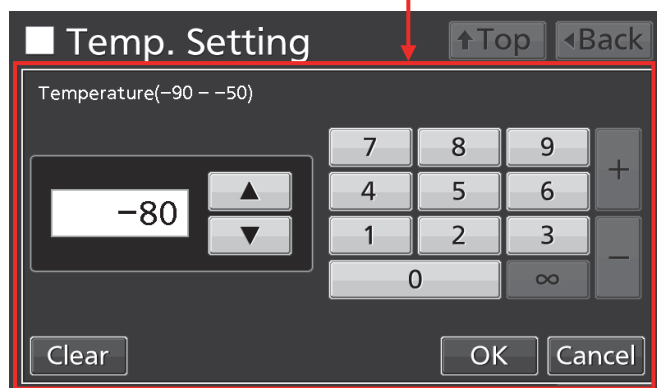 Temp. Setting
Top
Back
Temperature(−90 – −50)
−80
7 8 9 +
4 5 6
1 2 3 −
0 ∞
Clear OK Cancel